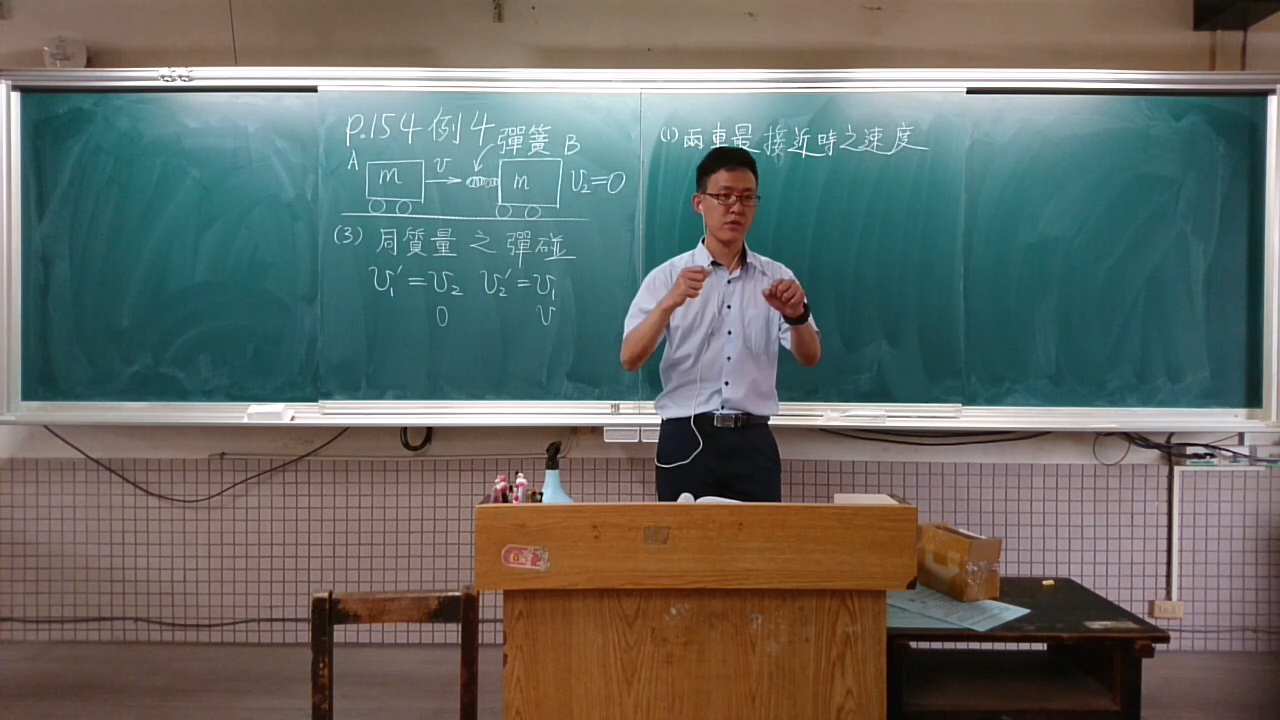 P.154 例4
彈簧
A m v m B v₂=0
(3) 同質量之彈碰
v₁'=v₂ v₂'=v₁
0 v
(1) 兩車最接近時之速度